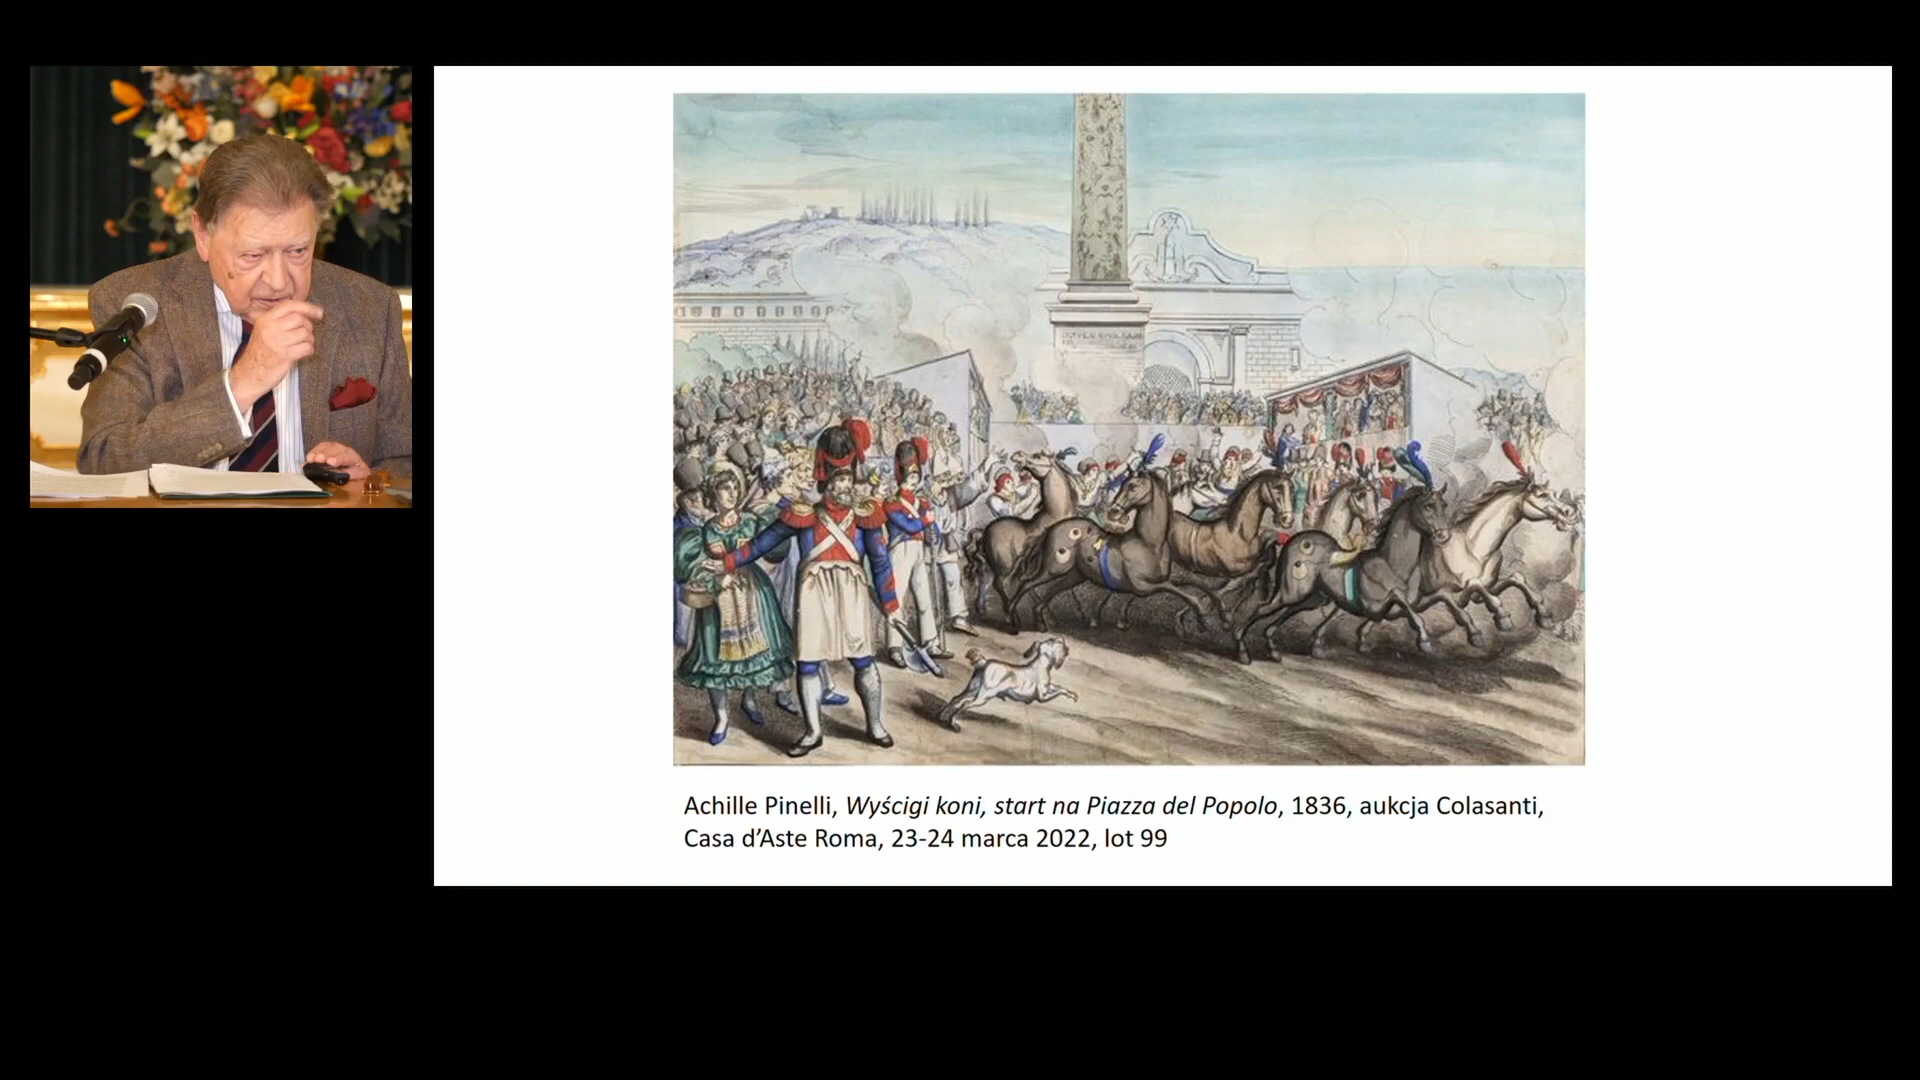 Achille Pinelli, Wyścigi koni, start na Piazza del Popolo, 1836, aukcja Colasanti,
Casa d’Aste Roma, 23-24 marca 2022, lot 99